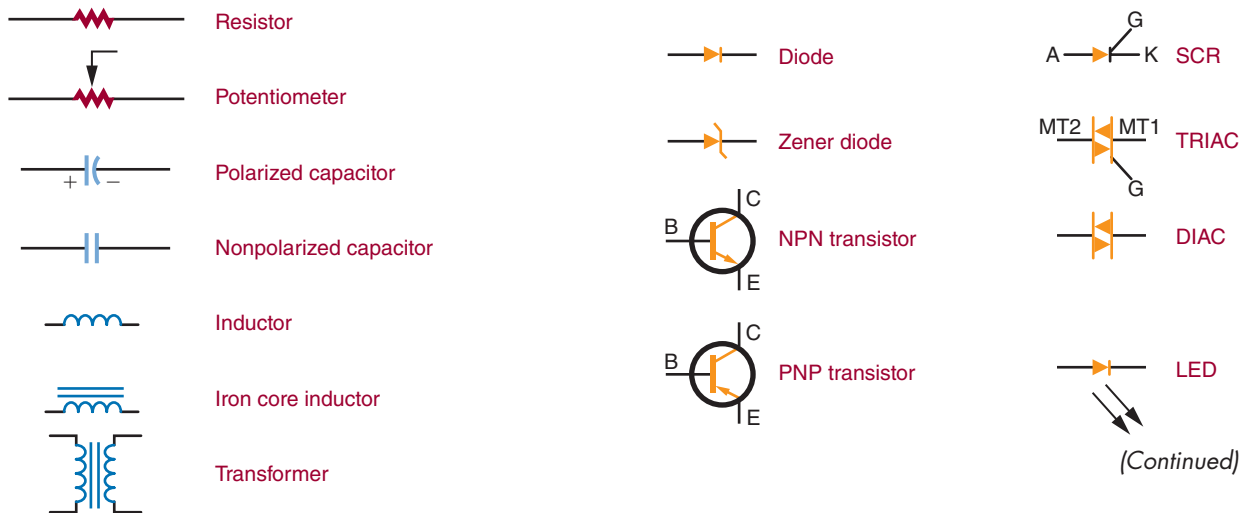 Resistor
Potentiometer
+ −
Polarized capacitor
Nonpolarized capacitor
Inductor
Iron core inductor
Transformer
Diode
Zener diode
C
B
NPN transistor
E
C
B
PNP transistor
E
G
A K SCR
MT2 MT1
TRIAC
G
DIAC
LED
(Continued)